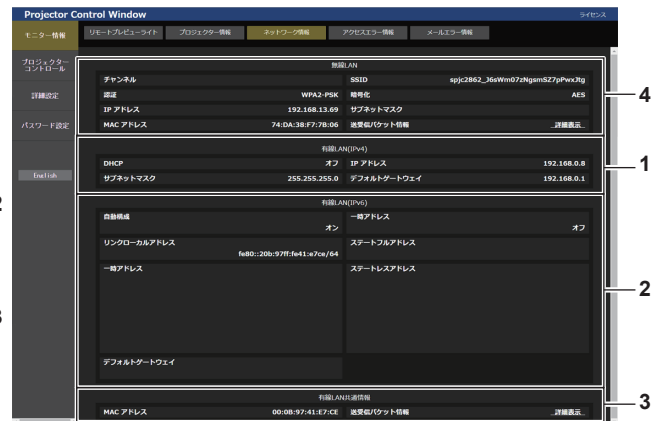 Projector Control Window
ライセンス
モニター情報
リモートプレビューライト プロジェクター情報 ネットワーク情報 アクセスエラー情報 メールエラー情報
プロジェクター
コントロール
詳細設定
パスワード設定
English
無線LAN
チャンネル SSID spjc2862_J6sWm07zNgsmSZ7pPwxJtg
認証 WPA2-PSK 暗号化 AES
IP アドレス 192.168.13.69 サブネットマスク
MAC アドレス 74:DA:38:F7:7B:06 送受信パケット情報 詳細表示
4
有線LAN(IPv4)
DHCP オフ IP アドレス 192.168.0.8
サブネットマスク 255.255.255.0 デフォルトゲートウェイ 192.168.0.1
1
有線LAN(IPv6)
自動構成 オン 一時アドレス オフ
リンクローカルアドレス ステートフルアドレス
fe80::20b:97ff:fe41:e7ce/64
一時アドレス ステートレスアドレス
デフォルトゲートウェイ
2
有線LAN共通情報
MAC アドレス 00:0B:97:41:E7:CE 送受信パケット情報 詳細表示
3